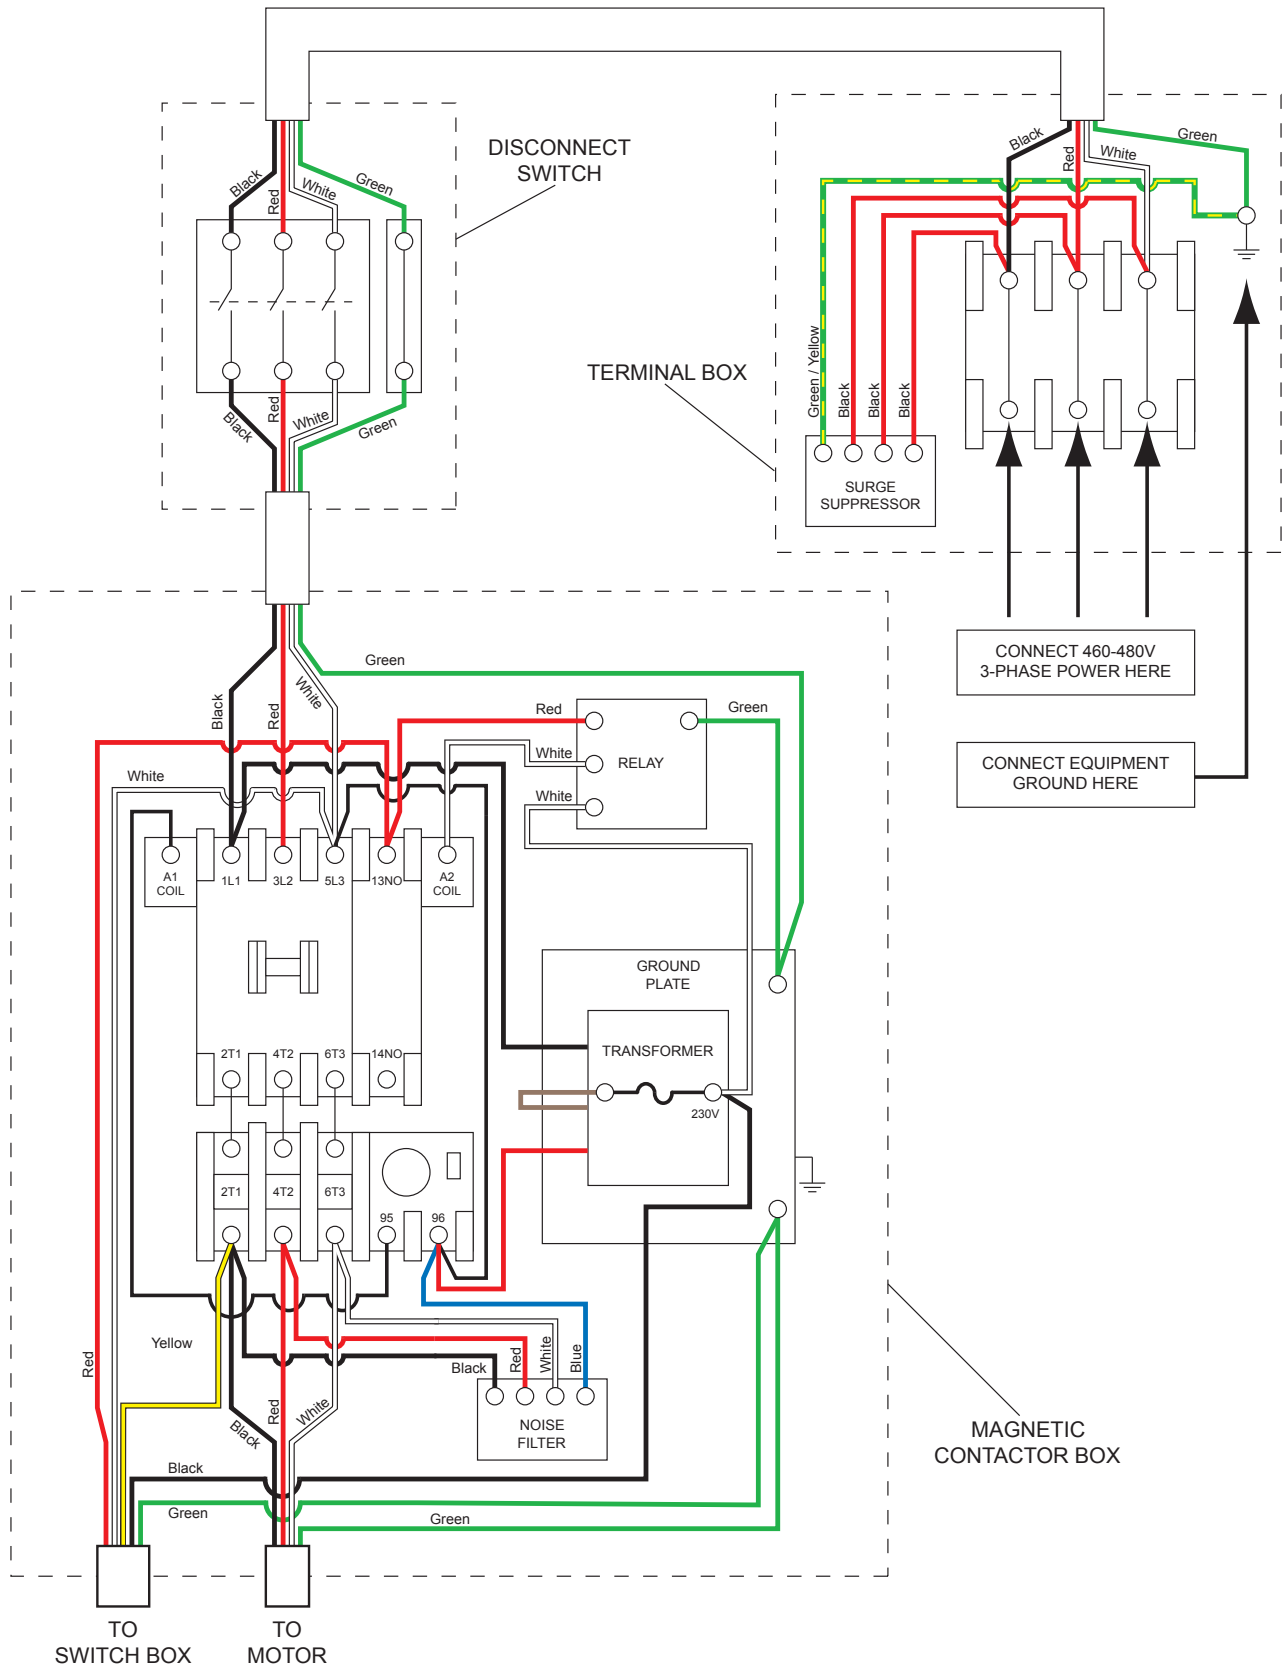 DISCONNECT
SWITCH
Black
Red
White
Green
Black
Red
White
Green
Black
Red
White
Green
TERMINAL BOX
Green / Yellow
Black
Black
Black
SURGE
SUPPRESSOR
CONNECT 460-480V
3-PHASE POWER HERE
CONNECT EQUIPMENT
GROUND HERE
Green
Black
Red
White
Red
Green
White
RELAY
White
White
A1
COIL
1L1
3L2
5L3
13NO
A2
COIL
GROUND
PLATE
TRANSFORMER
230V
2T1
4T2
6T3
14NO
2T1
4T2
6T3
95
96
Yellow
Red
Black
Red
White
Blue
Black
Red
White
NOISE
FILTER
Black
Green
Green
MAGNETIC
CONTACTOR BOX
TO
SWITCH BOX
TO
MOTOR